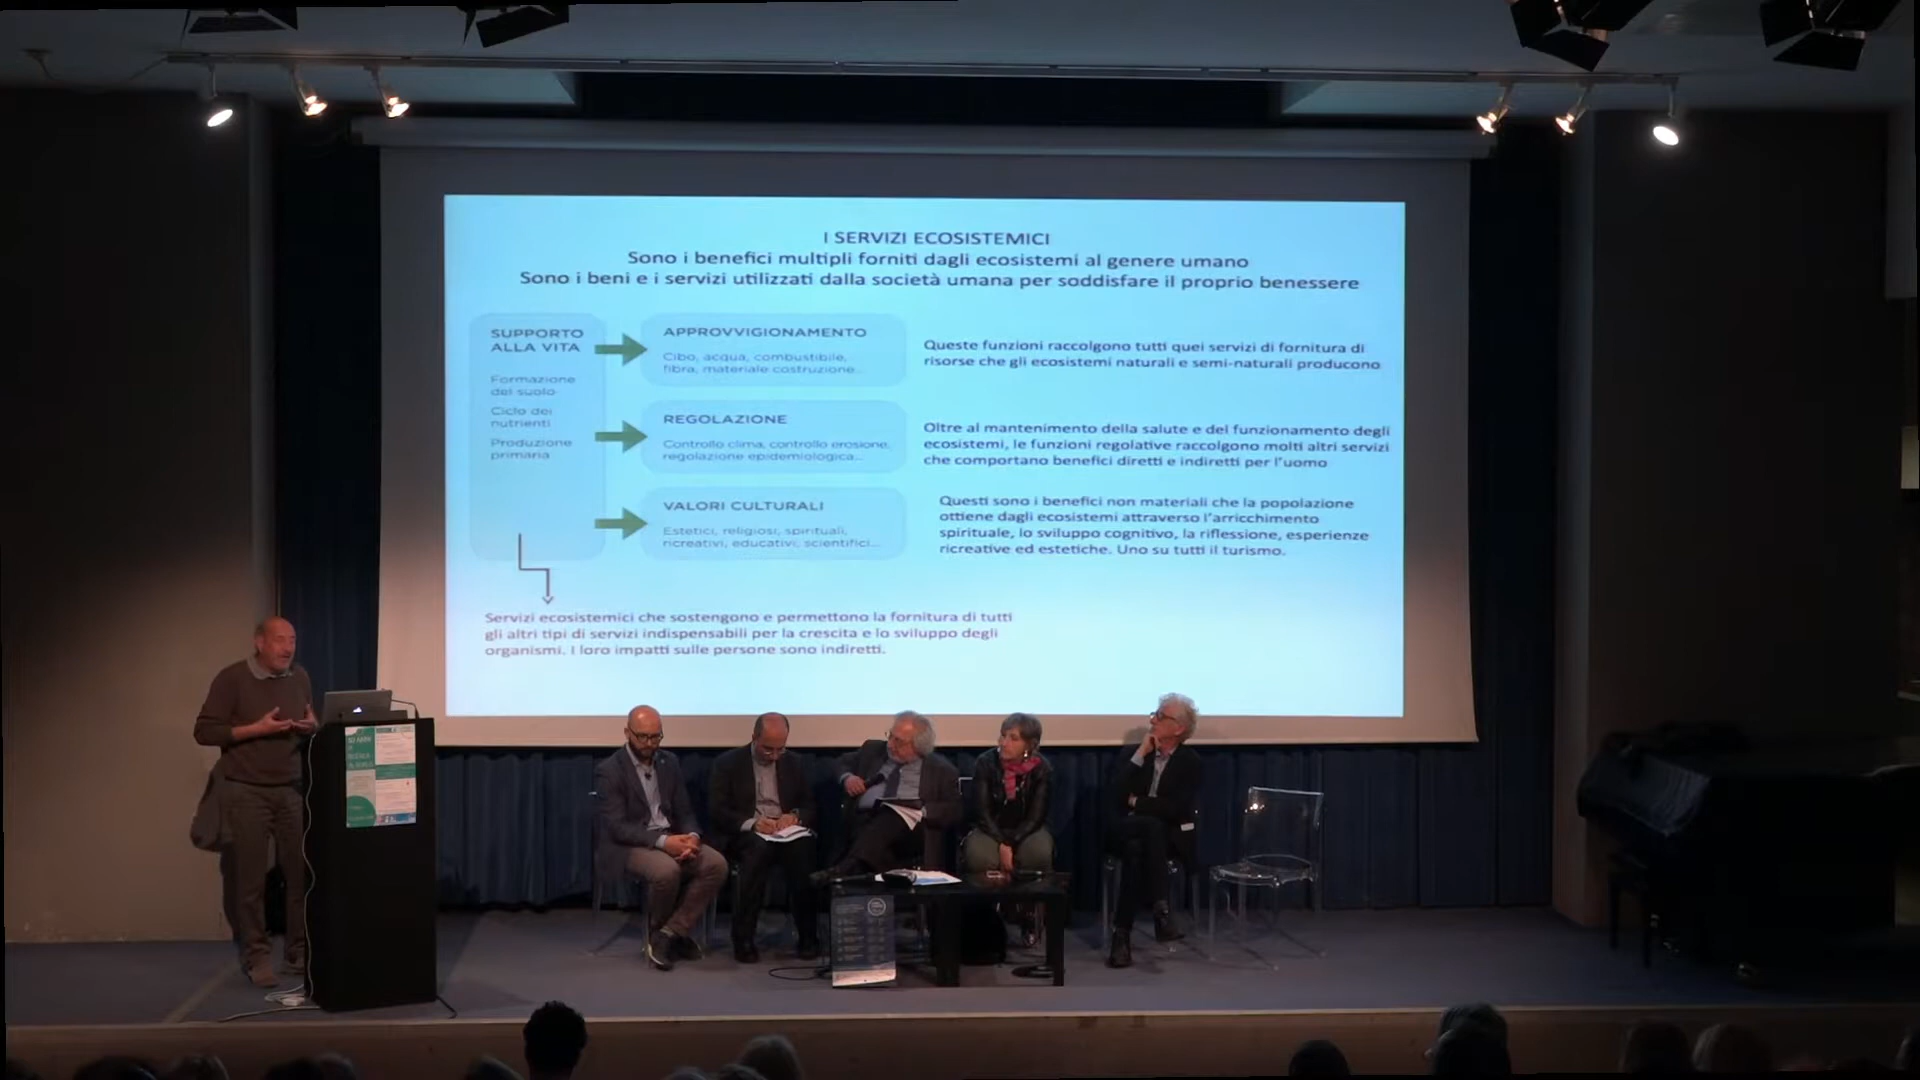 I SERVIZI ECOSISTEMICI
Sono i benefici multipli forniti dagli ecosistemi al genere umano
Sono i beni e i servizi utilizzati dalla società umana per soddisfare il proprio benessere
SUPPORTO
ALLA VITA
Formazione
del suolo
Ciclo dei
nutrienti
Produzione
primaria
APPROVVIGIONAMENTO
Cibo, acqua, combustibile,
fibra, materiale costruzione...
Queste funzioni raccolgono tutti quei servizi di fornitura di
risorse che gli ecosistemi naturali e semi-naturali producono
REGOLAZIONE
Controllo clima, controllo erosione,
regolazione epidemiologica...
Oltre al mantenimento della salute e del funzionamento degli
ecosistemi, le funzioni regolative raccolgono molti altri servizi
che comportano benefici diretti e indiretti per l'uomo
VALORI CULTURALI
Estetici, religiosi, spirituali,
ricreativi, educativi, scientifici...
Questi sono i benefici non materiali che la popolazione
ottiene dagli ecosistemi attraverso l'arricchimento
spirituale, lo sviluppo cognitivo, la riflessione, esperienze
ricreative ed estetiche. Uno su tutti il turismo.
Servizi ecosistemici che sostengono e permettono la fornitura di tutti
gli altri tipi di servizi indispensabili per la crescita e lo sviluppo degli
organismi. I loro impatti sulle persone sono indiretti.